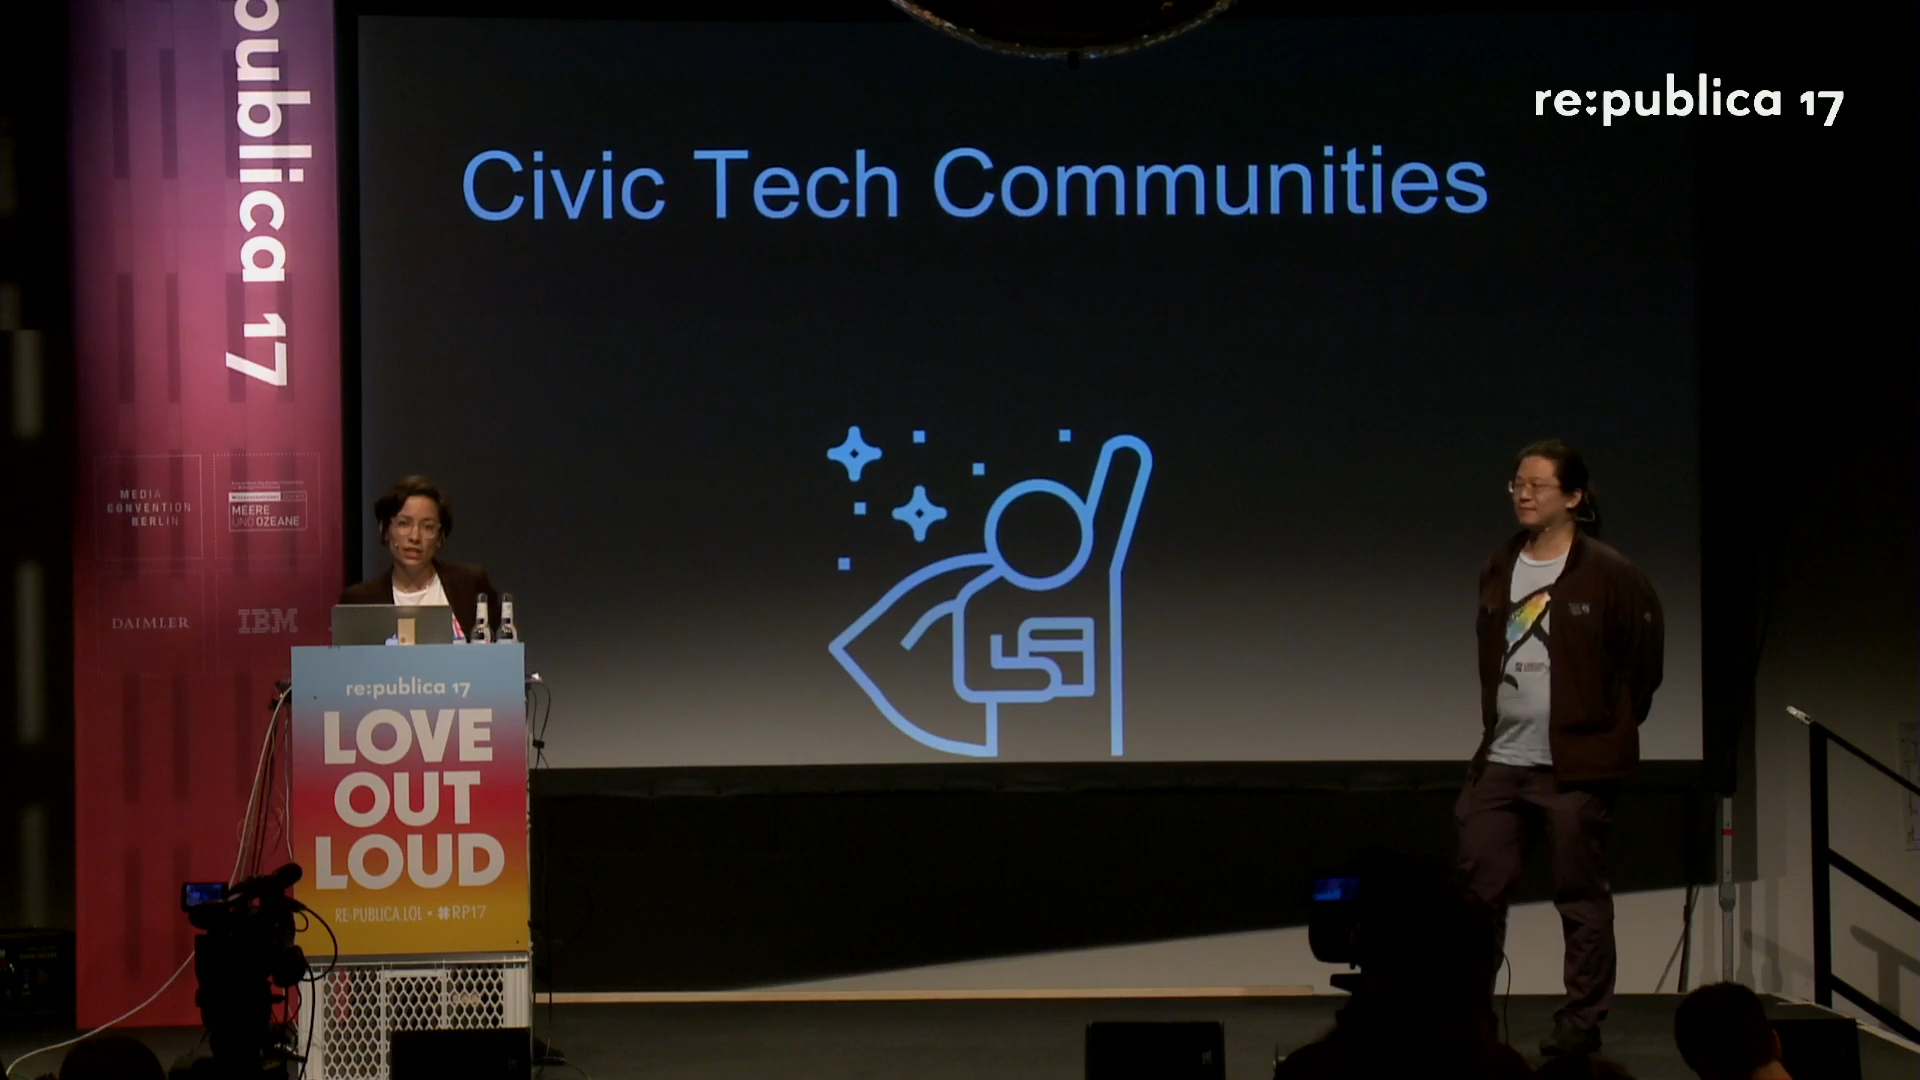 publica 17
re:publica 17
Civic Tech Communities
MEDIA
CONVENTION
BERLIN
MEERE
UND OZEANE
DAIMLER
IBM
re:publica 17
LOVE
OUT
LOUD
RE-PUBLICA.LOL • #RP17